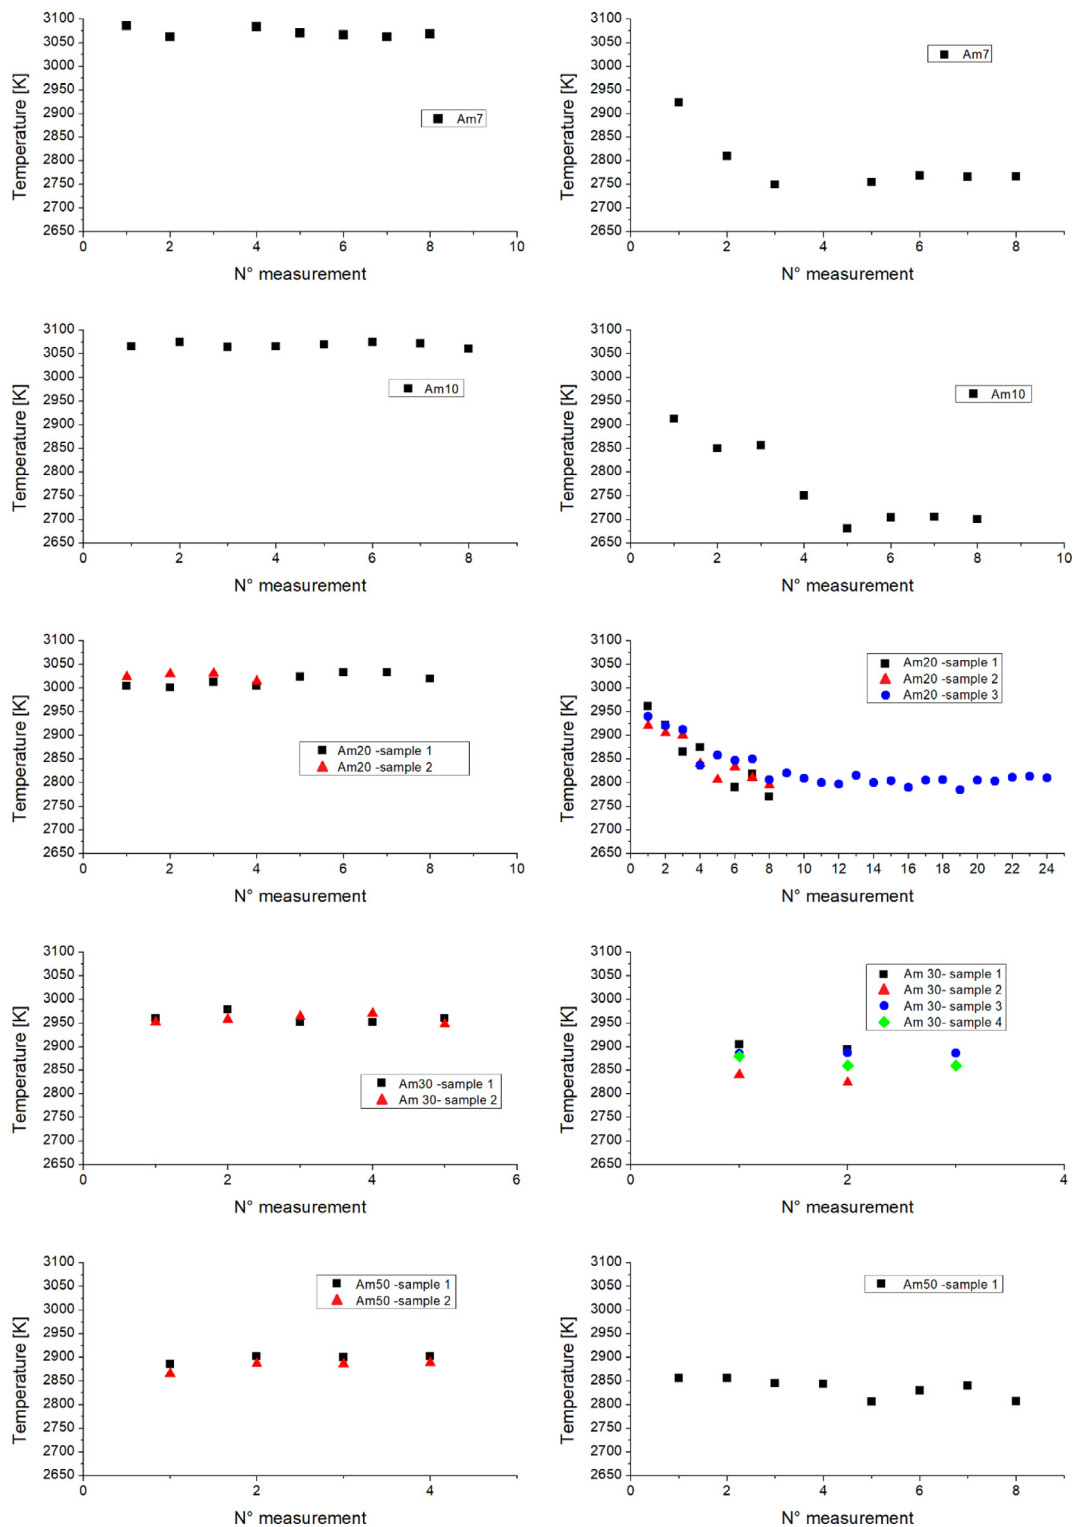 3100
3050
3000
2950
2900
2850
2800
2750
2700
2650
Temperature [K]
Am7
0 2 4 6 8 10
N° measurement
3100
3050
3000
2950
2900
2850
2800
2750
2700
2650
Temperature [K]
Am7
0 2 4 6 8
N° measurement
3100
3050
3000
2950
2900
2850
2800
2750
2700
2650
Temperature [K]
Am10
0 2 4 6 8
N° measurement
3100
3050
3000
2950
2900
2850
2800
2750
2700
2650
Temperature [K]
Am10
0 2 4 6 8 10
N° measurement
3100
3050
3000
2950
2900
2850
2800
2750
2700
2650
Temperature [K]
Am20 -sample 1
Am20 -sample 2
0 2 4 6 8 10
N° measurement
3100
3050
3000
2950
2900
2850
2800
2750
2700
2650
Temperature [K]
Am20 -sample 1
Am20 -sample 2
Am20 -sample 3
0 2 4 6 8 10 12 14 16 18 20 22 24
N° measurement
3100
3050
3000
2950
2900
2850
2800
2750
2700
2650
Temperature [K]
Am30 -sample 1
Am 30- sample 2
0 2 4 6
N° measurement
3100
3050
3000
2950
2900
2850
2800
2750
2700
2650
Temperature [K]
Am 30- sample 1
Am 30- sample 2
Am 30- sample 3
Am 30- sample 4
0 2 4
N° measurement
3100
3050
3000
2950
2900
2850
2800
2750
2700
2650
Temperature [K]
Am50 -sample 1
Am50 -sample 2
0 2 4
N° measurement
3100
3050
3000
2950
2900
2850
2800
2750
2700
2650
Temperature [K]
Am50 -sample 1
0 2 4 6 8
N° measurement